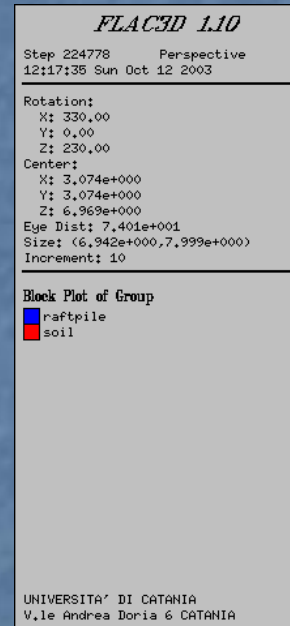 FLAC3D 1.10
Step 224778 Perspective
12:17:35 Sun Oct 12 2003
Rotation:
X: 330.00
Y: 0.00
Z: 230.00
Center:
X: 3.074e+000
Y: 3.074e+000
Z: 6.969e+000
Eye Dist: 7.401e+001
Size: (6.942e+000,7.999e+000)
Increment: 10
Block Plot of Group
raftpile
soil
UNIVERSITA' DI CATANIA
V.le Andrea Doria 6 CATANIA